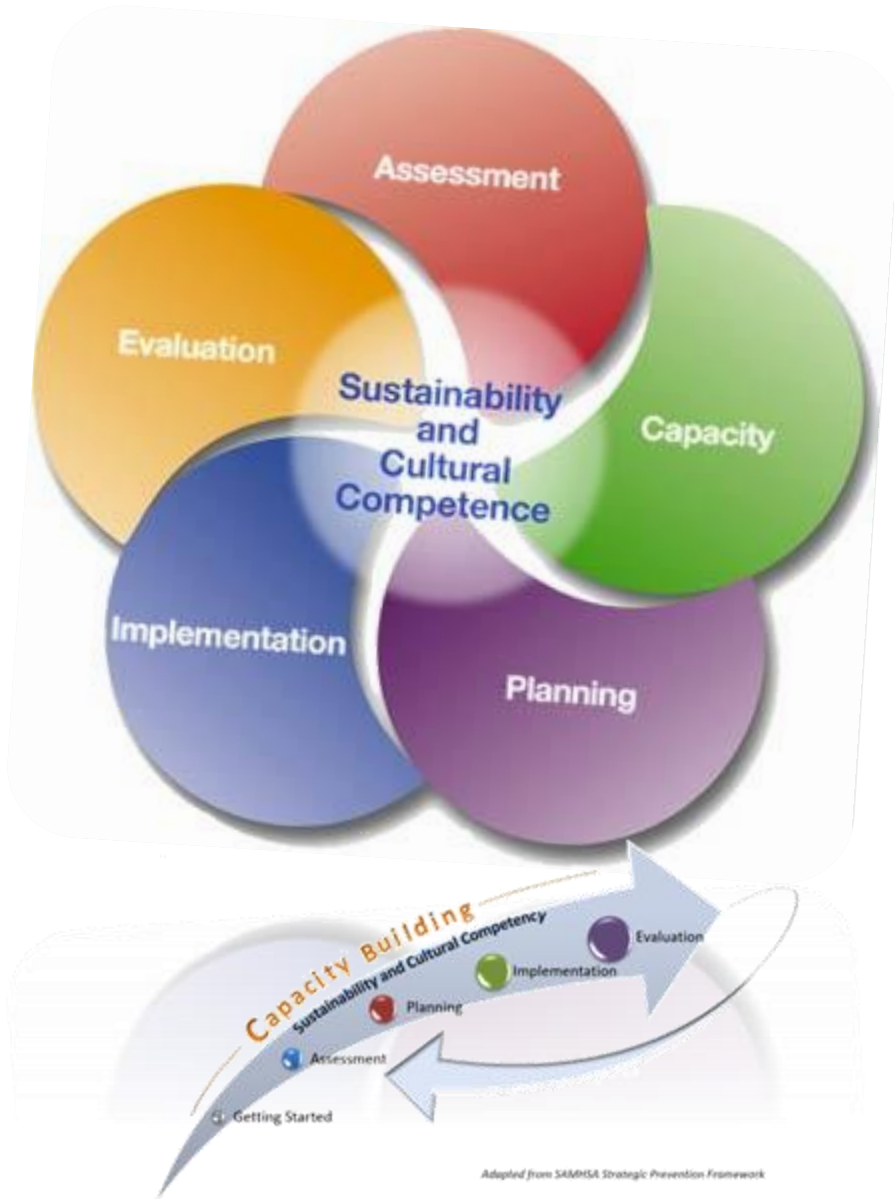 Assessment
Evaluation
Capacity
Sustainability
and
Cultural
Competence
Implementation
Planning
Capacity Building
Sustainability and Cultural Competency
Evaluation
Implementation
Planning
Assessment
Getting Started
Adapted from SAMHSA Strategic Prevention Framework